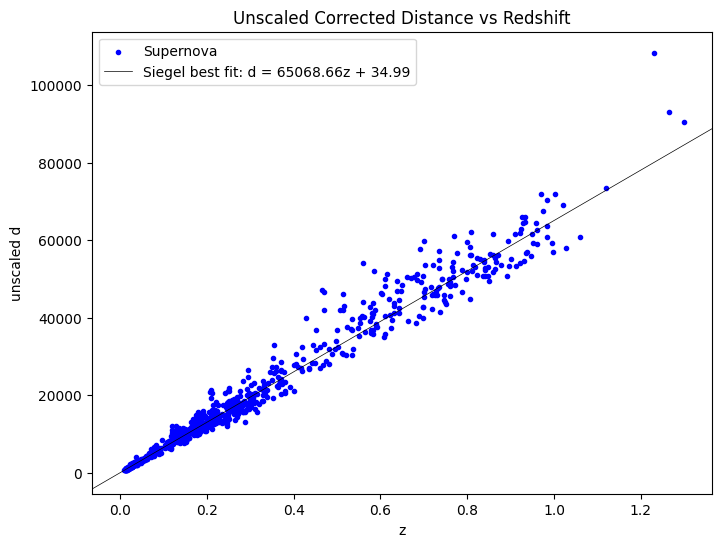 Unscaled Corrected Distance vs Redshift
Supernova
Siegel best fit: d = 65068.66z + 34.99
unscaled d
100000
80000
60000
40000
20000
0
0.0 0.2 0.4 0.6 0.8 1.0 1.2
z